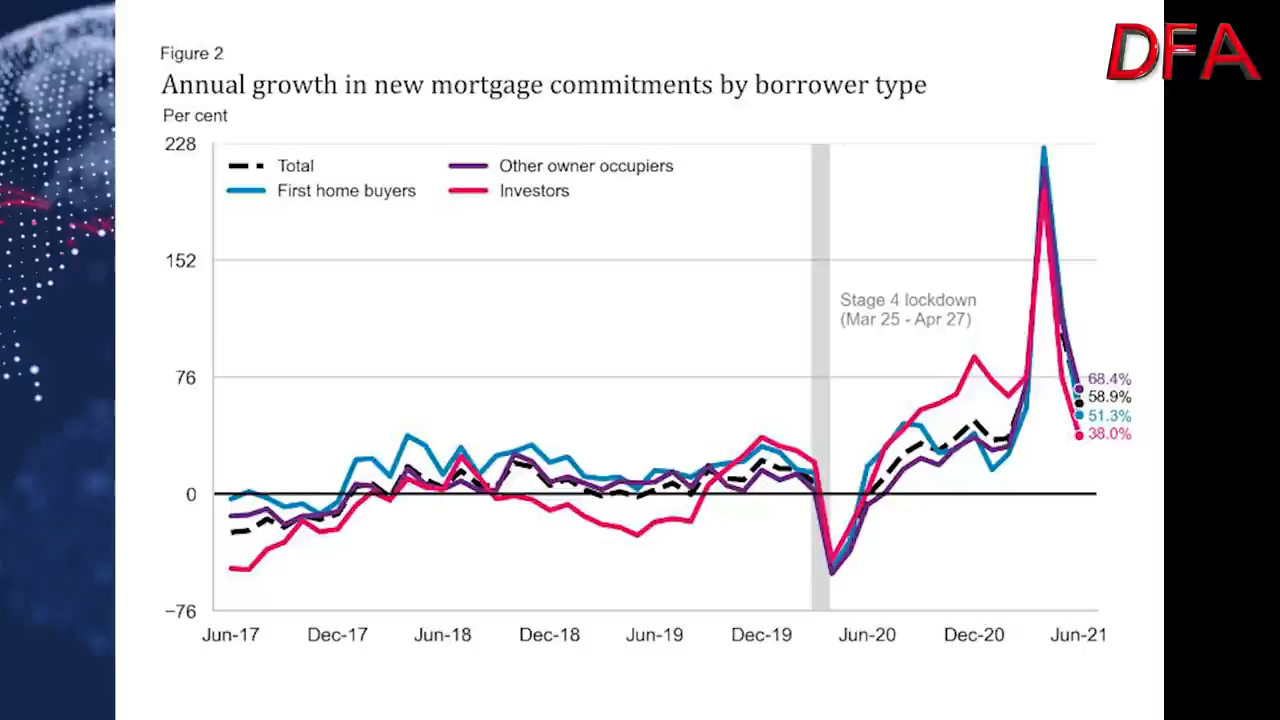 DFA
Figure 2
Annual growth in new mortgage commitments by borrower type
Per cent
228
Total
Other owner occupiers
First home buyers
Investors
152
Stage 4 lockdown
(Mar 25 - Apr 27)
76
68.4%
58.9%
51.3%
38.0%
0
−76
Jun-17 Dec-17 Jun-18 Dec-18 Jun-19 Dec-19 Jun-20 Dec-20 Jun-21